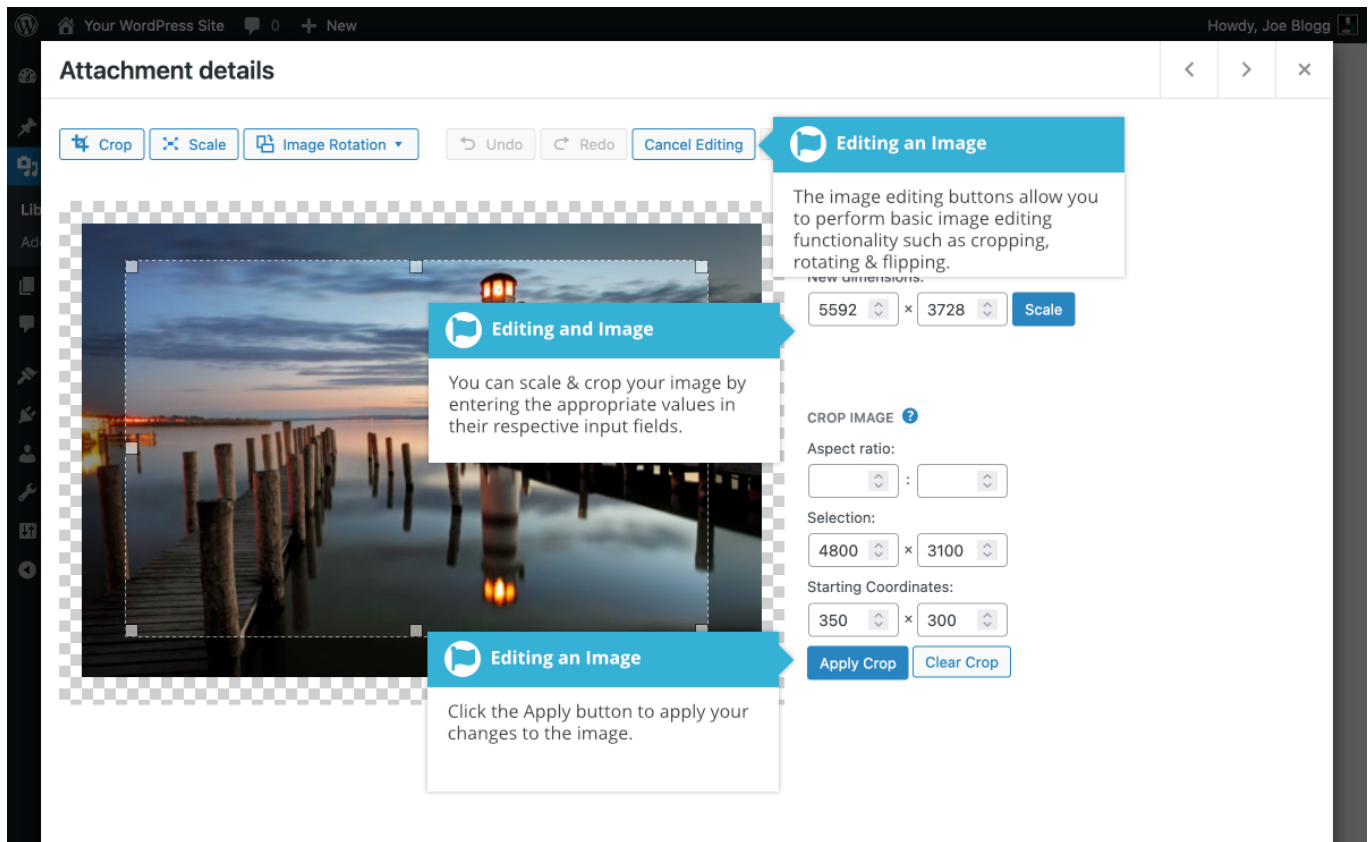 Your WordPress Site 0 New Howdy, Joe Blogg
Attachment details
Crop Scale Image Rotation Undo Redo Cancel Editing
Editing an Image
The image editing buttons allow you
to perform basic image editing
functionality such as cropping,
rotating & flipping.
Lib
Add
New dimensions:
5592 × 3728 Scale
Editing and Image
You can scale & crop your image by
entering the appropriate values in
their respective input fields.
CROP IMAGE ?
Aspect ratio:
:
Selection:
4800 × 3100
Starting Coordinates:
350 × 300
Apply Crop Clear Crop
Editing an Image
Click the Apply button to apply your
changes to the image.